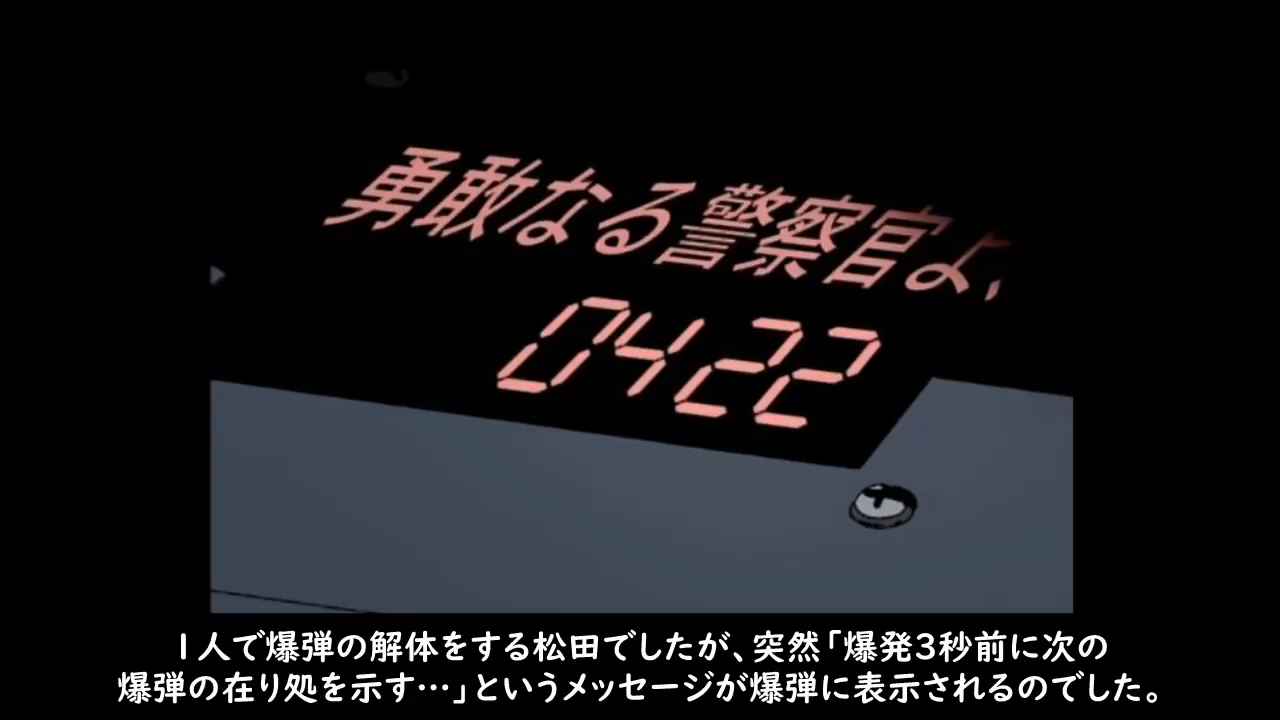 勇敢なる警察官よ,
0422
1人で爆弾の解体をする松田でしたが、突然「爆発3秒前に次の
爆弾の在り処を示す…」というメッセージが爆弾に表示されるのでした。